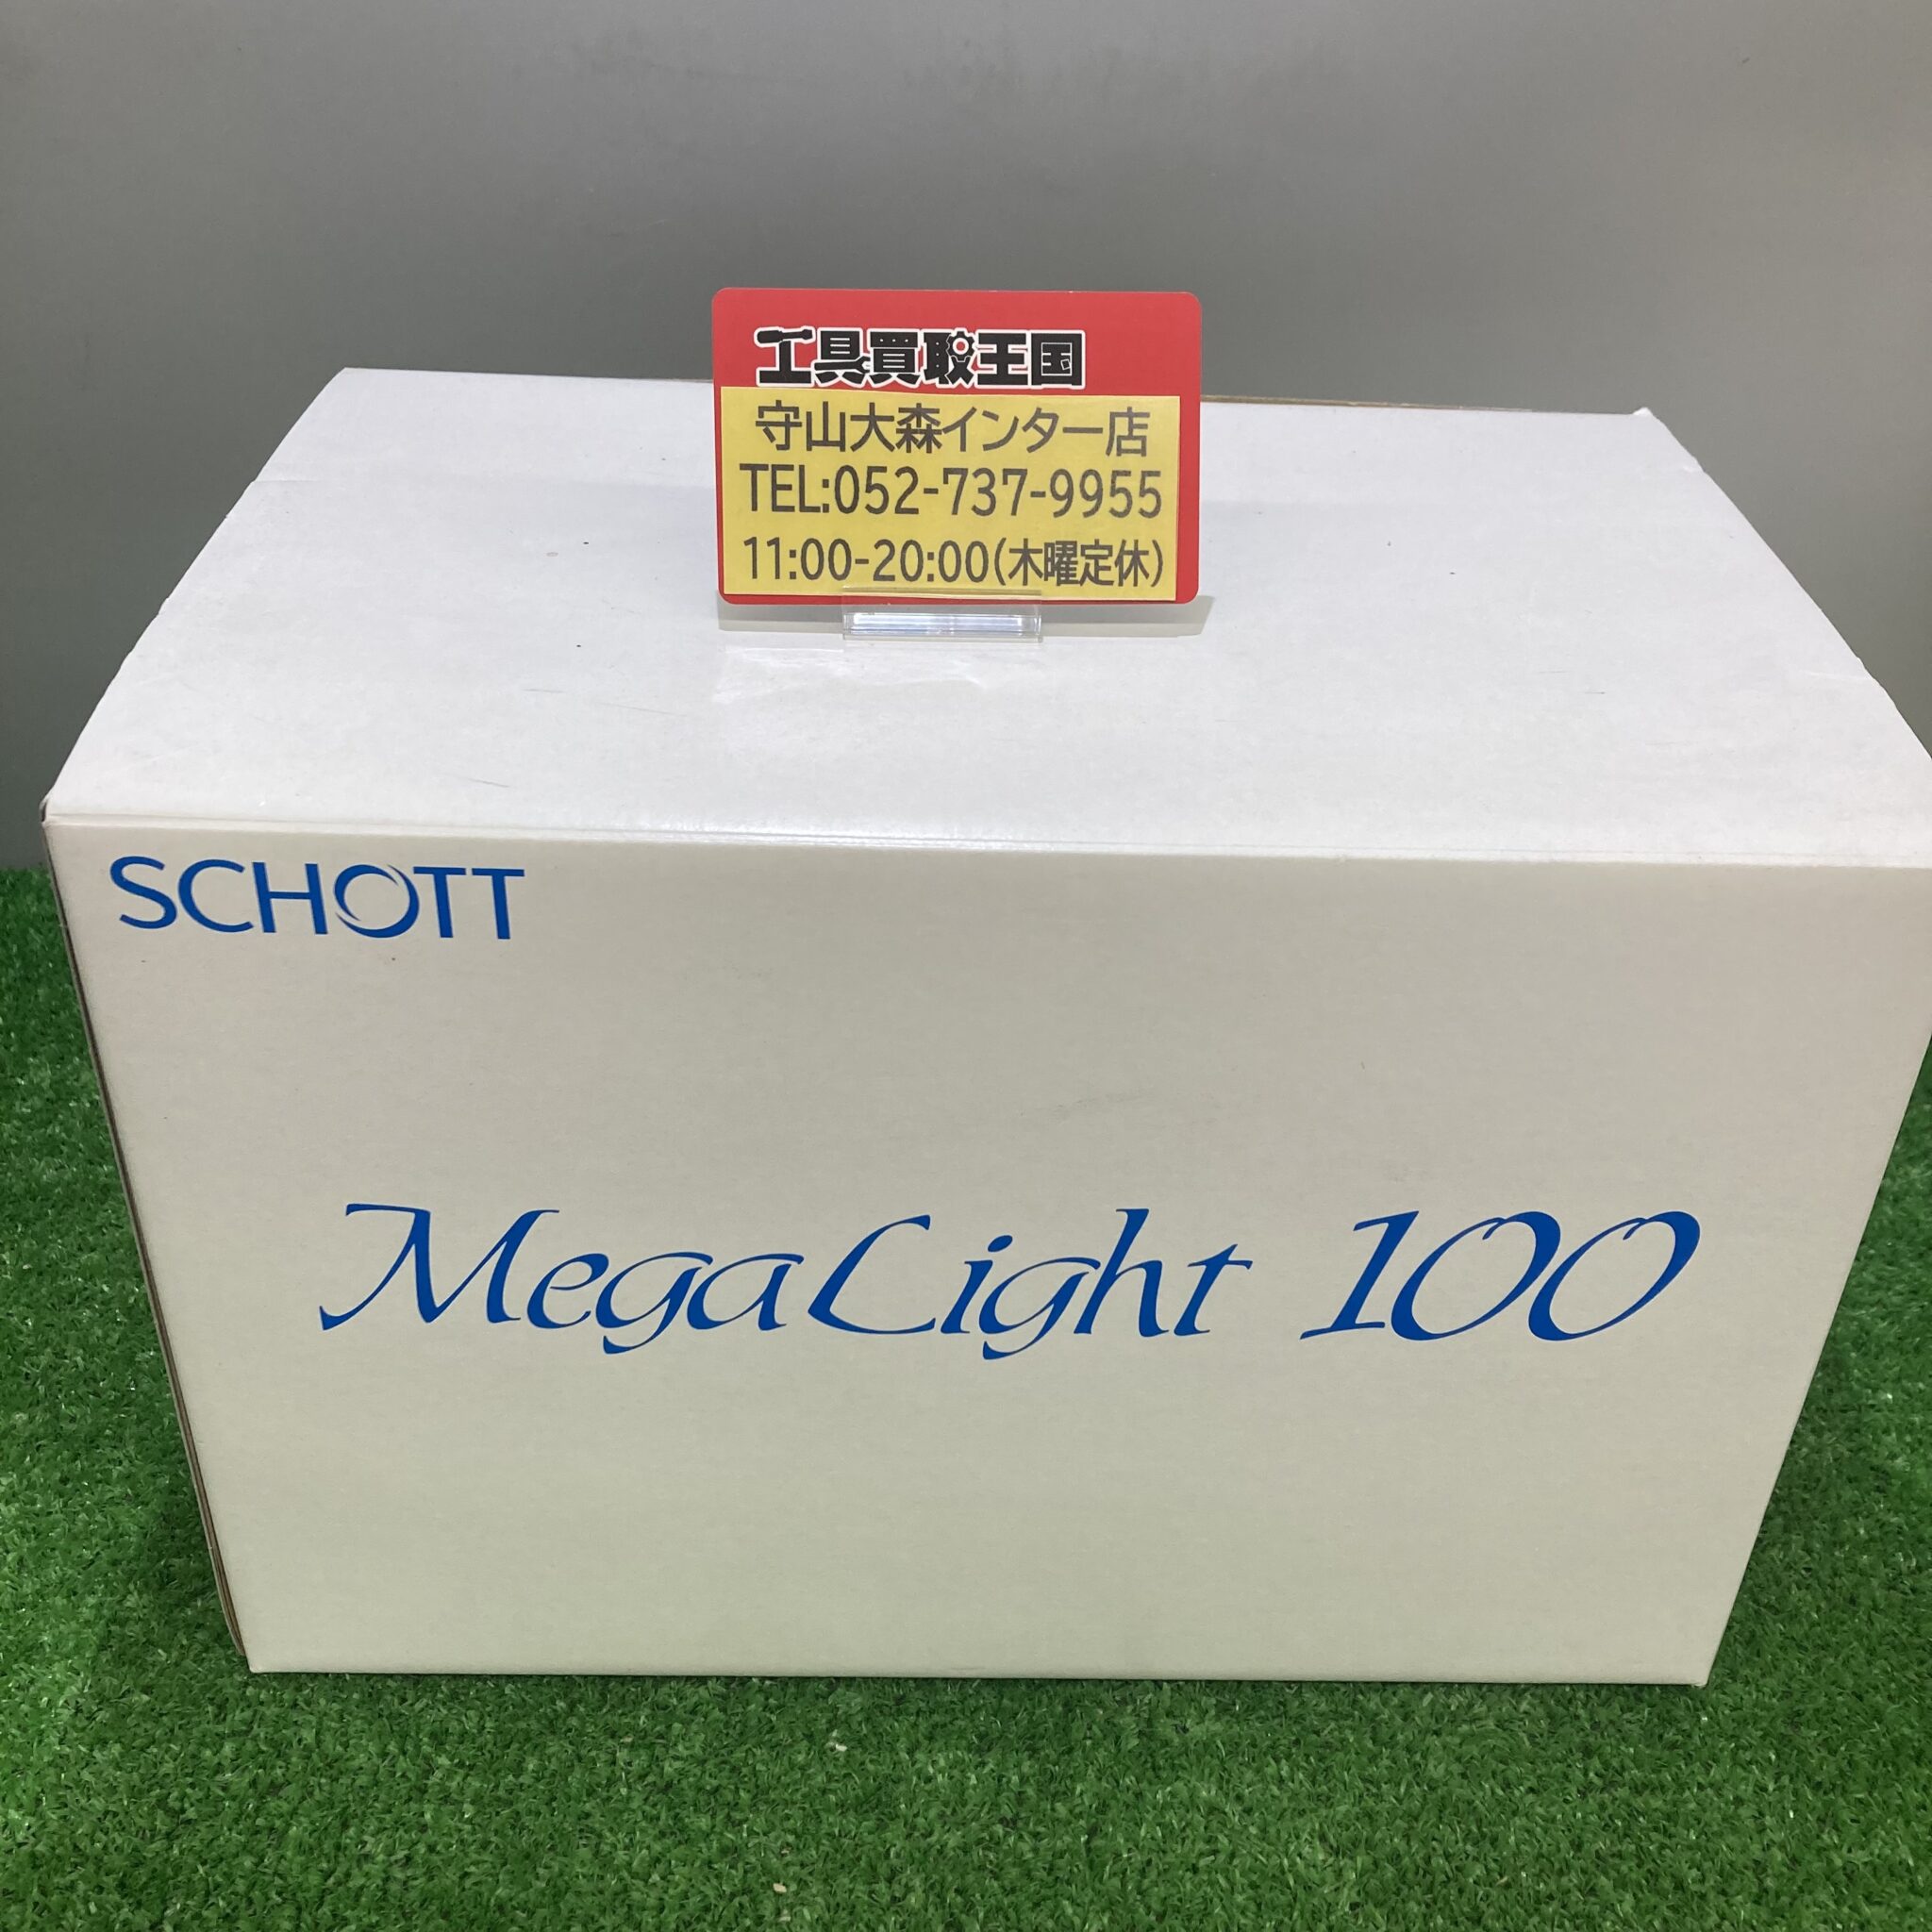 工具買取王国
守山大森インター店
TEL:052-737-9955
11:00-20:00(木曜定休)
SCHOTT
MegaLight 100